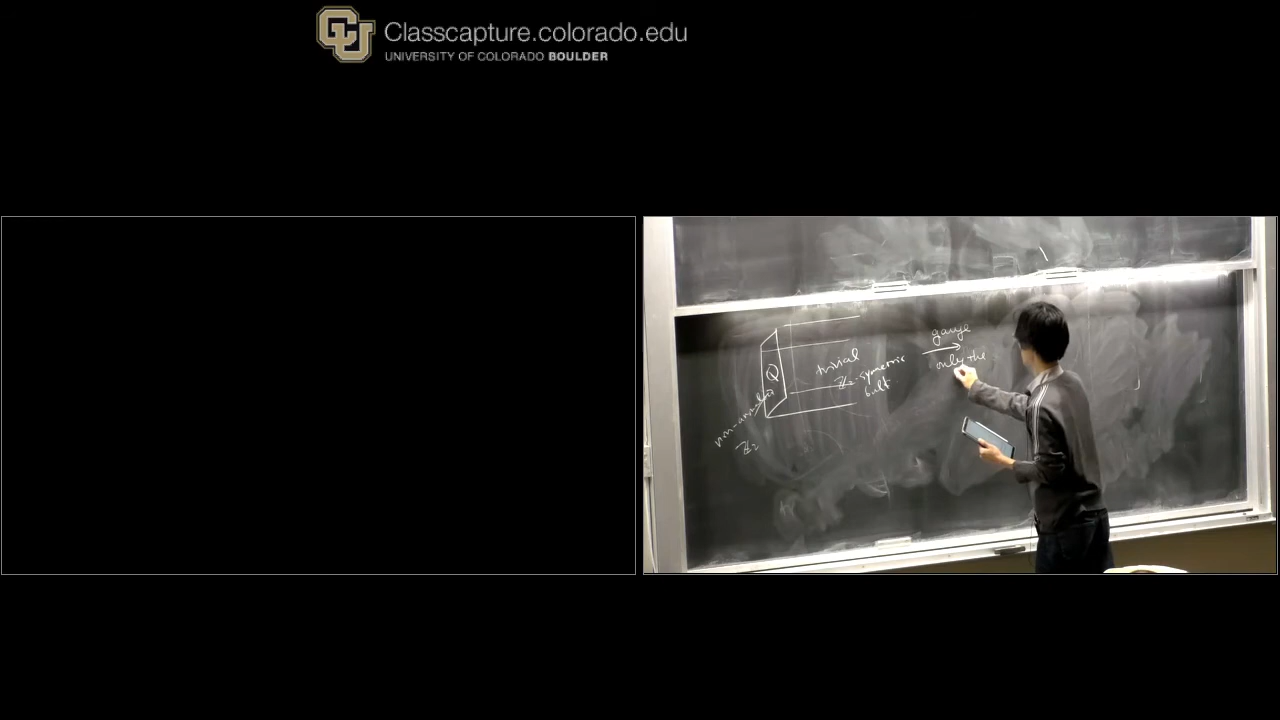 Classcapture.colorado.edu
UNIVERSITY OF COLORADO BOULDER
Q
trivial
ℤ₂-symmetric
bulk
ℤ₂
gauge
only the